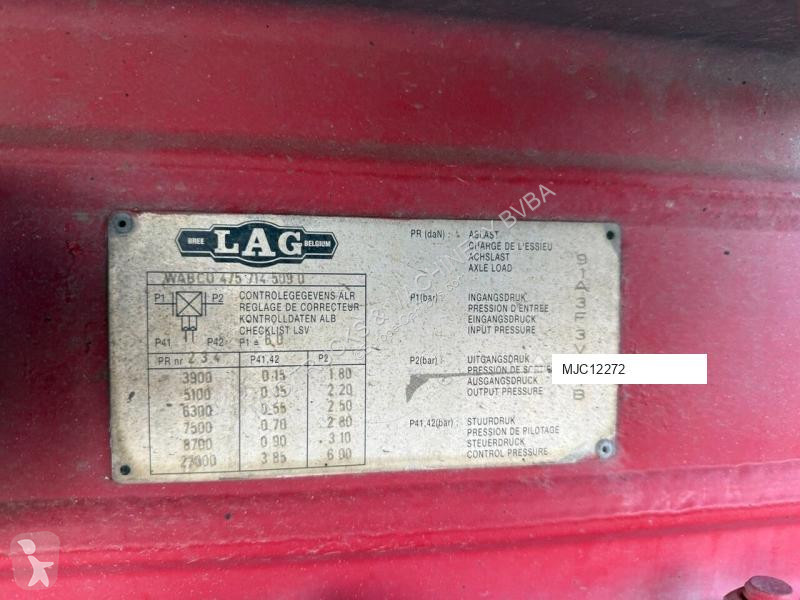 BREE LAG BELGIUM
WABCO 475 714 509 0
P1 P2
P41 P42
CONTROLEGEGEVENS ALR
REGLAGE DE CORRECTEUR
KONTROLLDATEN ALB
CHECKLIST LSV
P1 = 6.0
PR nr 2 3 4 P41,42 P2
3900 0.15 1.80
5100 0.35 2.20
6300 0.55 2.50
7500 0.70 2.80
8700 0.90 3.10
27000 3.85 6.00
PR (daN) : ASLAST
CHARGE DE L'ESSIEU
ACHSLAST
AXLE LOAD
P1(bar) : INGANGSDRUK
PRESSION D'ENTREE
EINGANGSDRUCK
INPUT PRESSURE
P2(bar) : UITGANGSDRUK
PRESSION DE
AUSGANGSDRUCK
OUTPUT PRESSURE
P41,42(bar) : STUURDRUK
PRESSION DE PILOTAGE
STEUERDRUCK
CONTROL PRESSURE
91A3F3V
B
MJC12272
BVBA